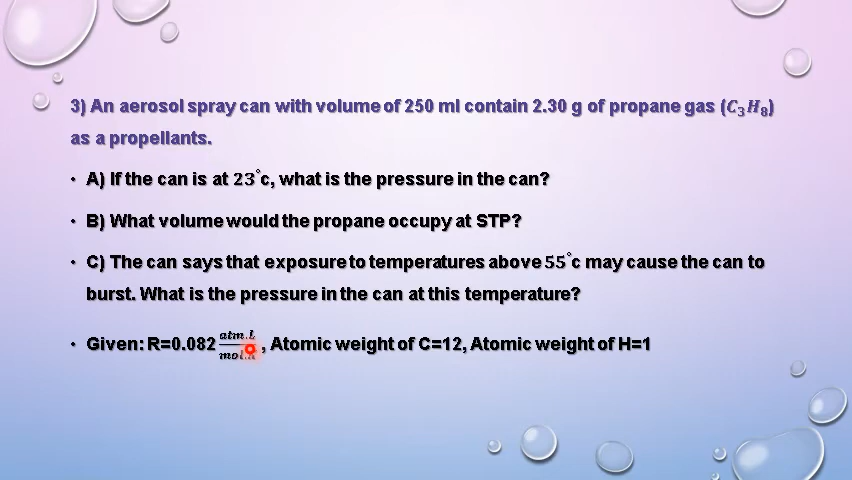 3) An aerosol spray can with volume of 250 ml contain 2.30 g of propane gas (C₃H₈)
as a propellants.
• A) If the can is at 23°c, what is the pressure in the can?
• B) What volume would the propane occupy at STP?
• C) The can says that exposure to temperatures above 55°c may cause the can to
burst. What is the pressure in the can at this temperature?
• Given: R=0.082 atm.L/mol.K , Atomic weight of C=12, Atomic weight of H=1